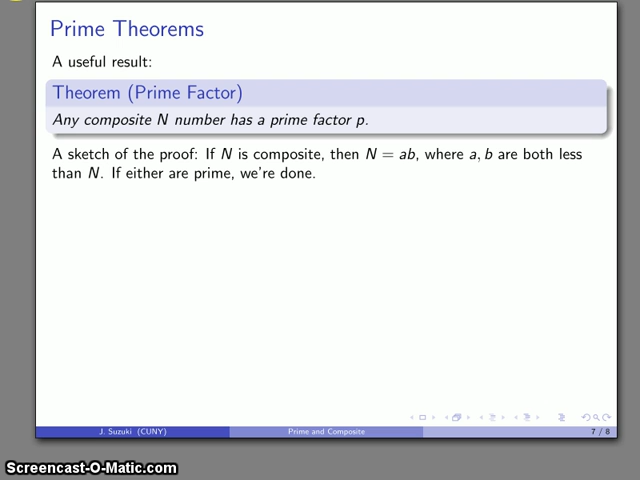 Prime Theorems
A useful result:
Theorem (Prime Factor)
Any composite N number has a prime factor p.
A sketch of the proof: If N is composite, then N = ab, where a, b are both less
than N. If either are prime, we're done.
J. Suzuki (CUNY) Prime and Composite 7 / 8
Screencast-O-Matic.com